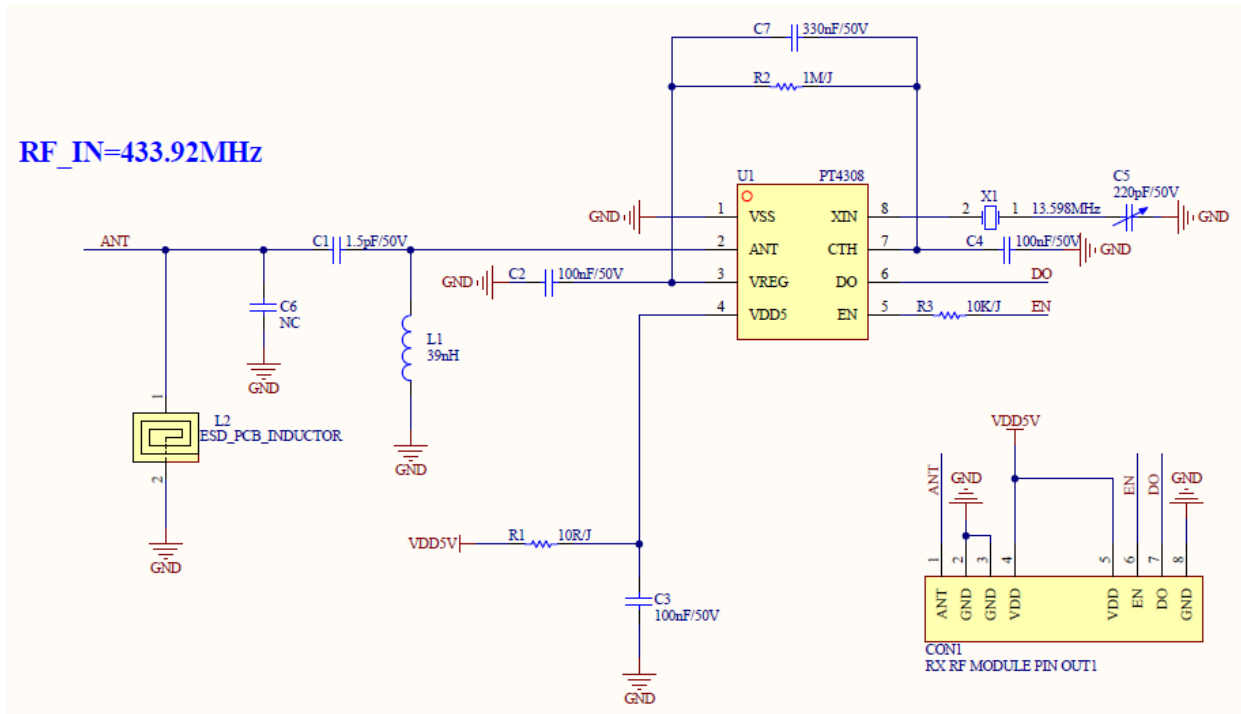 C7 330nF/50V
R2 1M/J
RF_IN=433.92MHz
U1 PT4308
C5
220pF/50V
X1
GND 1 VSS XIN 8 2 1 13.598MHz GND
ANT C1 1.5pF/50V 2 ANT CTH 7 C4 100nF/50V GND
GND C2 100nF/50V 3 VREG DO 6 DO
4 VDD5 EN 5 R3 10K/J EN
C6
NC
GND
L1
39nH
GND
1
L2
ESD_PCB_INDUCTOR
2
GND
VDD5V R1 10R/J
C3
100nF/50V
GND
VDD5V
ANT GND EN DO GND
1 2 3 4 5 6 7 8
ANT GND GND VDD VDD EN DO GND
CON1
RX RF MODULE PIN OUT1